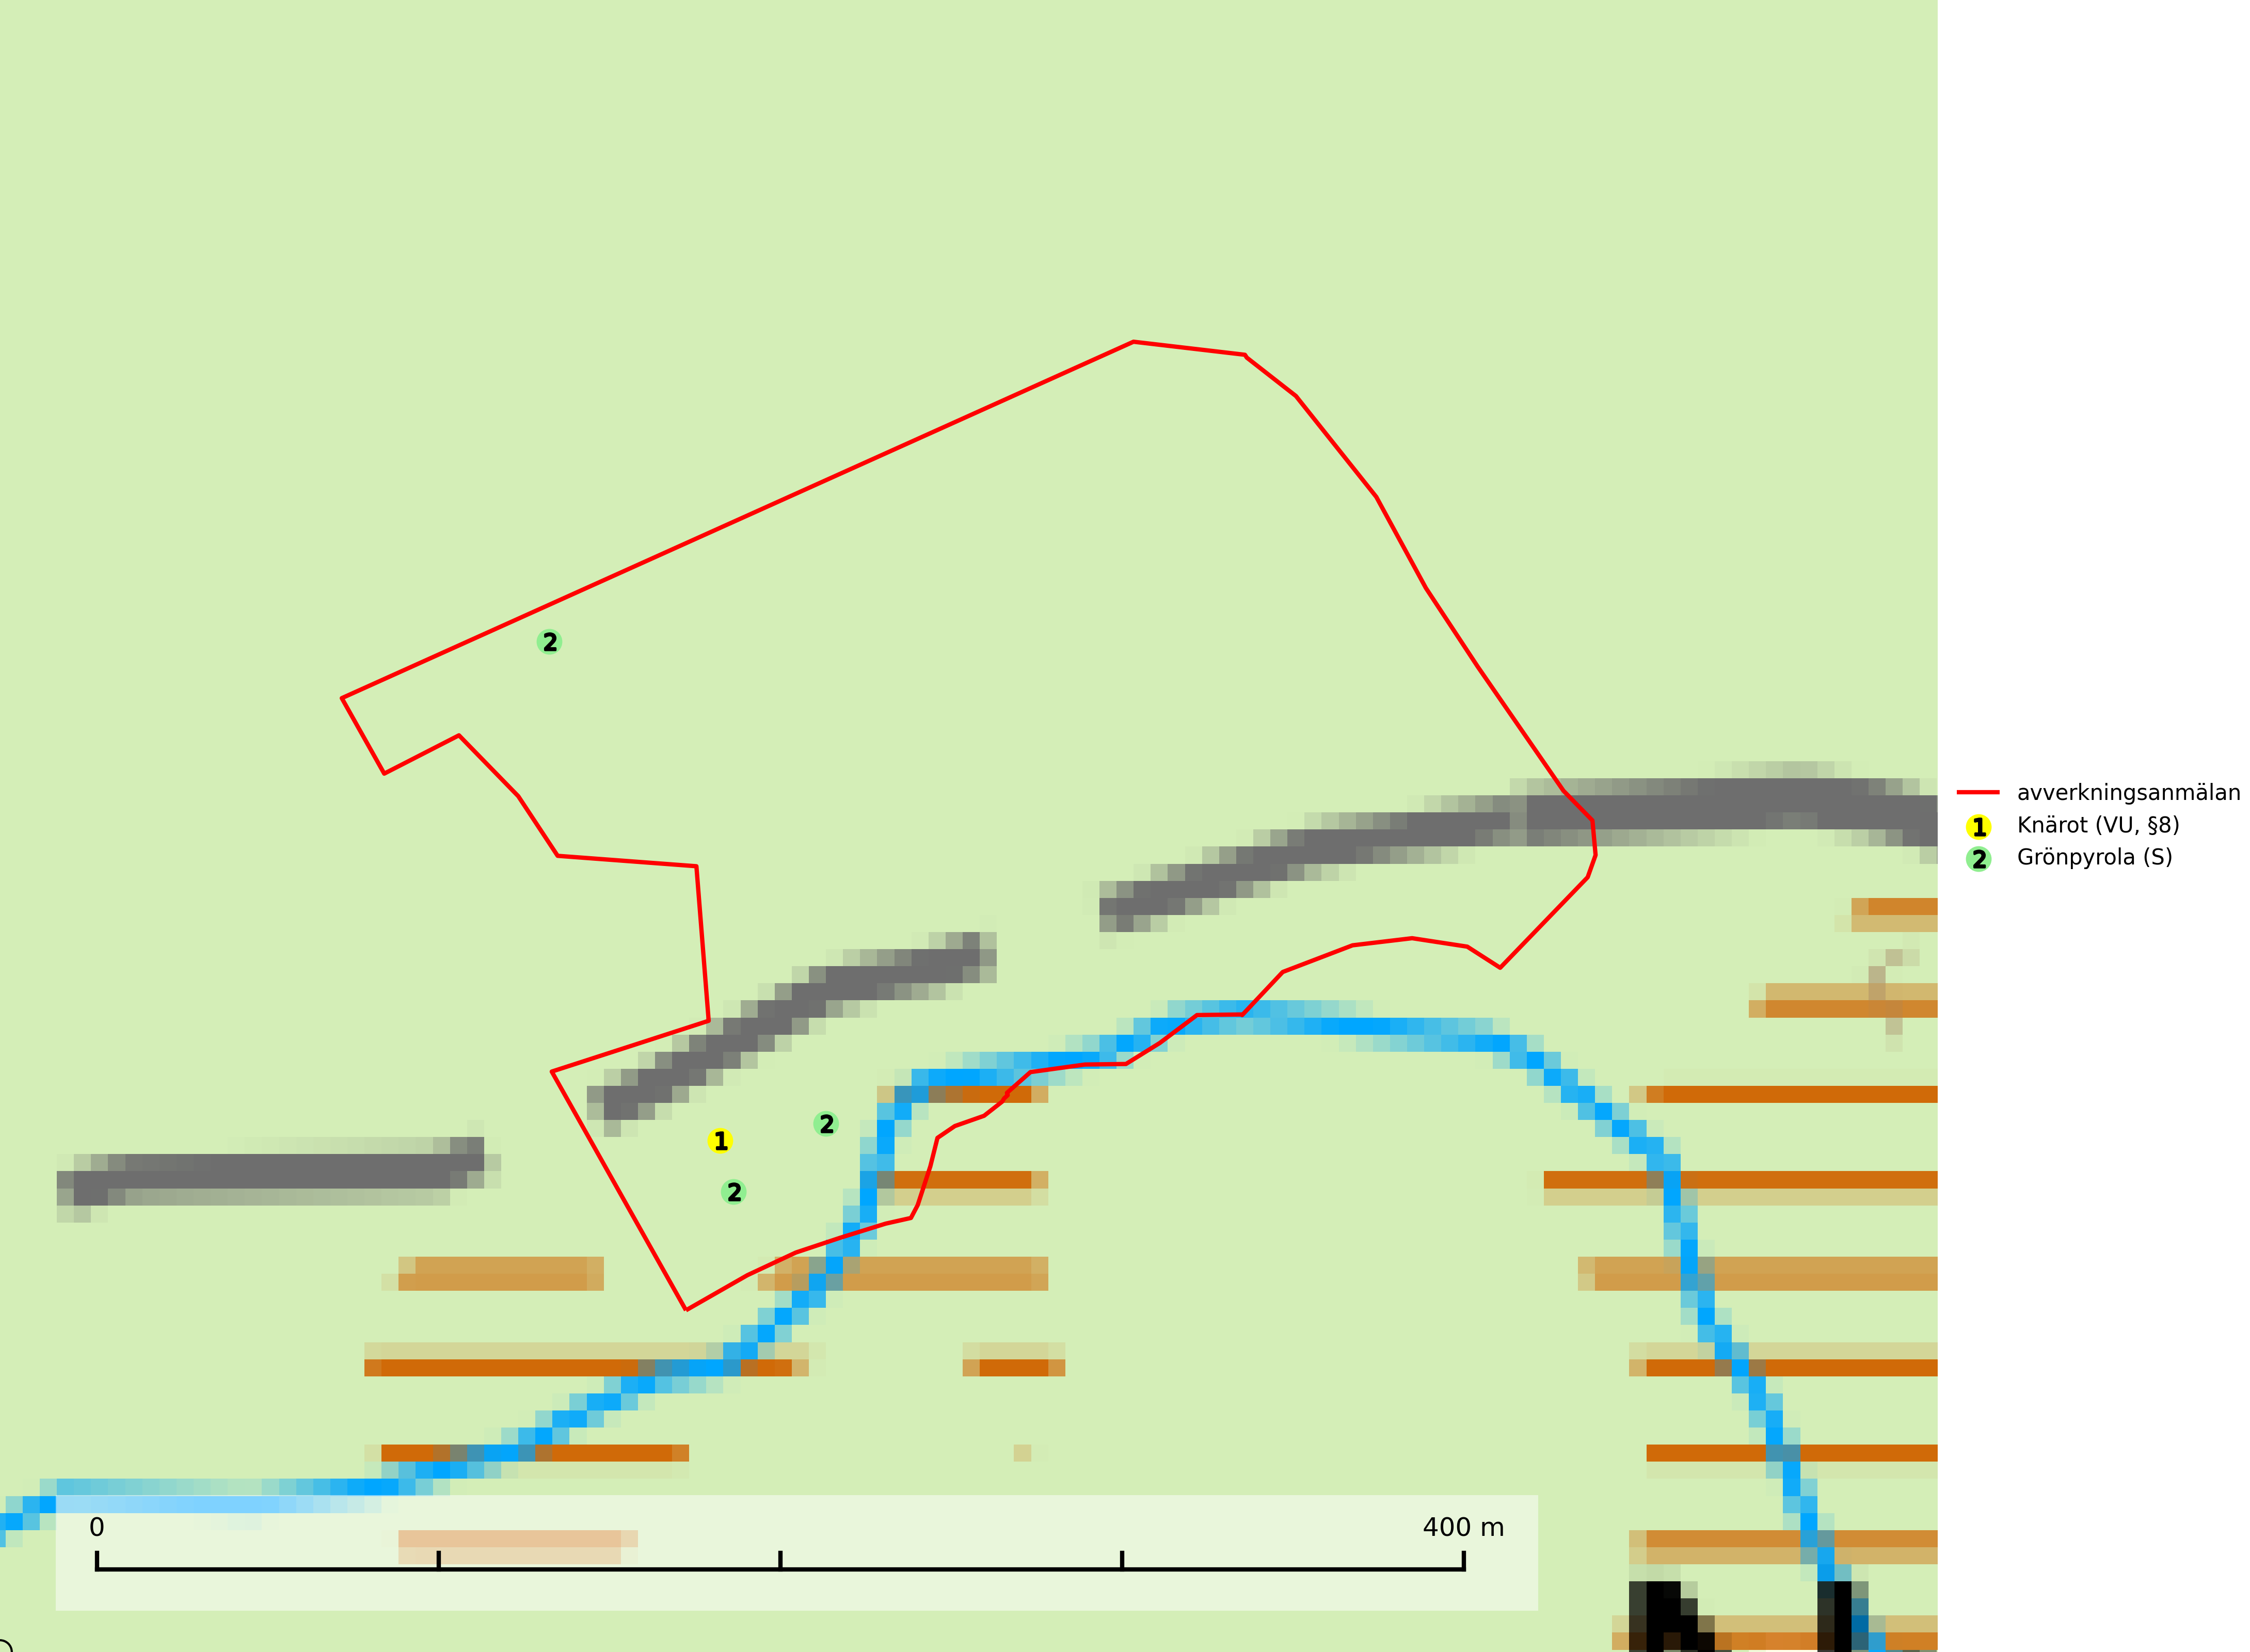 2
avverkningsanmälan
1 Knärot (VU, §8)
2 Grönpyrola (S)
2
1
2
0 400 m